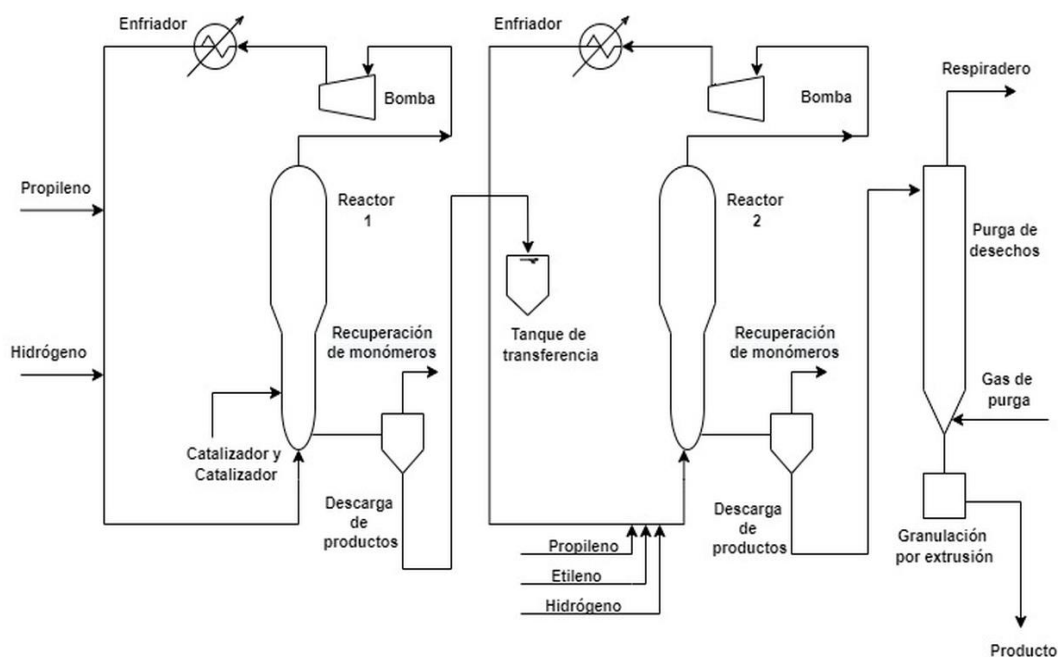 Enfriador
Bomba
Propileno
Reactor
1
Hidrógeno
Recuperación
de monómeros
Catalizador y
Catalizador
Descarga
de
productos
Tanque de
transferencia
Enfriador
Bomba
Reactor
2
Recuperación
de monómeros
Descarga
de
productos
Propileno
Etileno
Hidrógeno
Respiradero
Purga de
desechos
Gas de
purga
Granulación
por extrusión
Producto